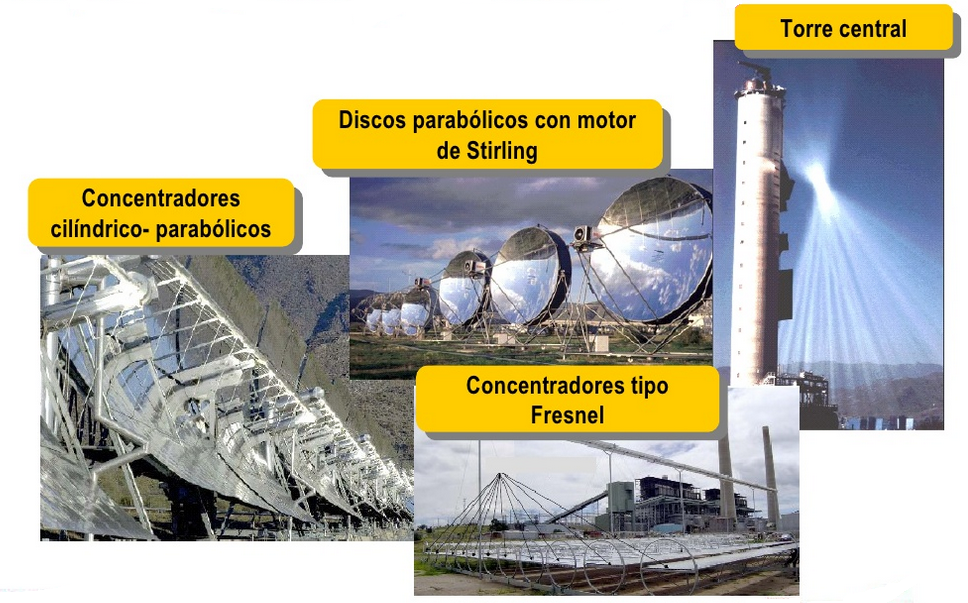 Torre central
Discos parabólicos con motor
de Stirling
Concentradores
cilíndrico- parabólicos
Concentradores tipo
Fresnel